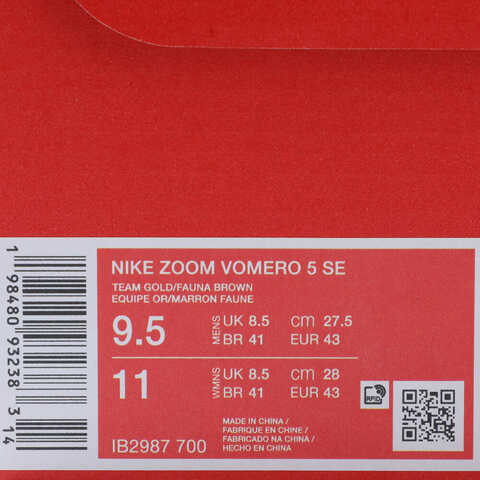 NIKE ZOOM VOMERO 5 SE
TEAM GOLD/FAUNA BROWN
EQUIPE OR/MARRON FAUNE
9.5 MENS UK 8.5 cm 27.5
BR 41 EUR 43
11 WMNS UK 8.5 cm 28
BR 41 EUR 43
RFID
MADE IN CHINA /
FABRIQUE EN CHINE /
FABRICADO NA CHINA /
HECHO EN CHINO
IB2987 700
1 98480 93238 3 14